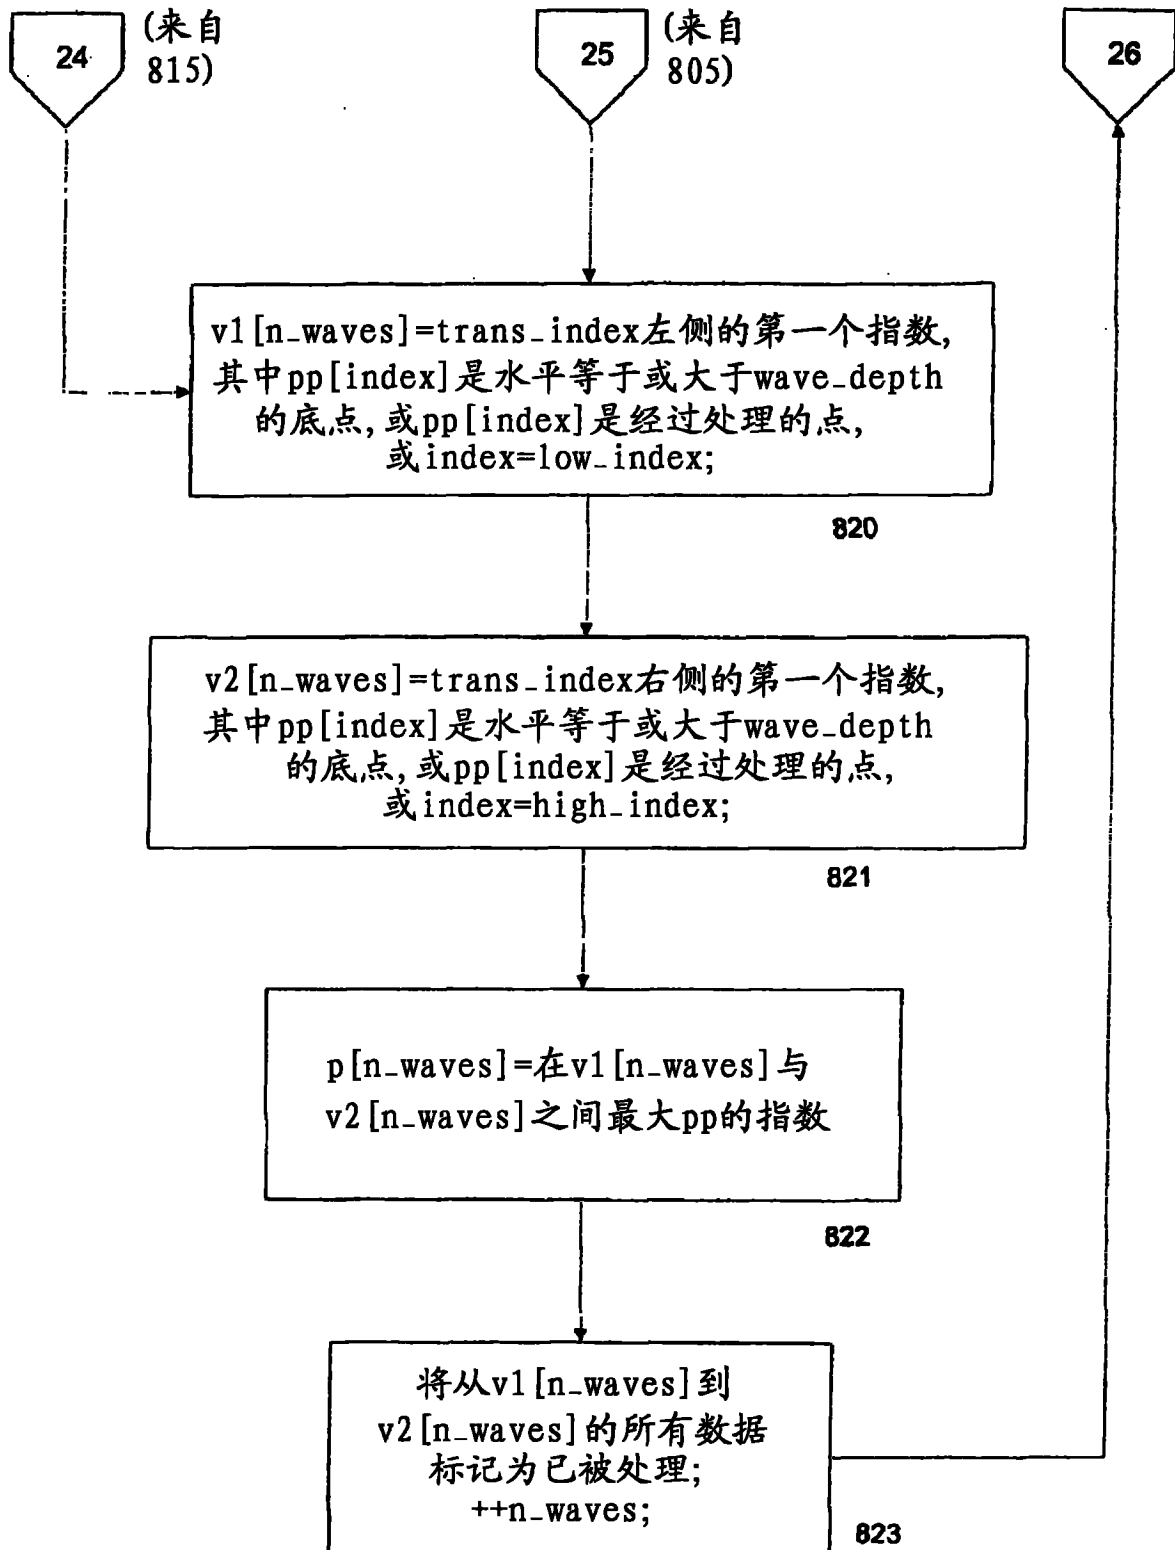 24
(来自
815)
25
(来自
805)
26
v1[n_waves]=trans_index左侧的第一个指数,
其中pp[index]是水平等于或大于wave_depth
的底点,或pp[index]是经过处理的点,
或index=low_index;
820
v2[n_waves]=trans_index右侧的第一个指数,
其中pp[index]是水平等于或大于wave_depth
的底点,或pp[index]是经过处理的点,
或index=high_index;
821
p[n_waves]=在v1[n_waves]与
v2[n_waves]之间最大pp的指数
822
将从v1[n_waves]到
v2[n_waves]的所有数据
标记为已被处理;
++n_waves;
823